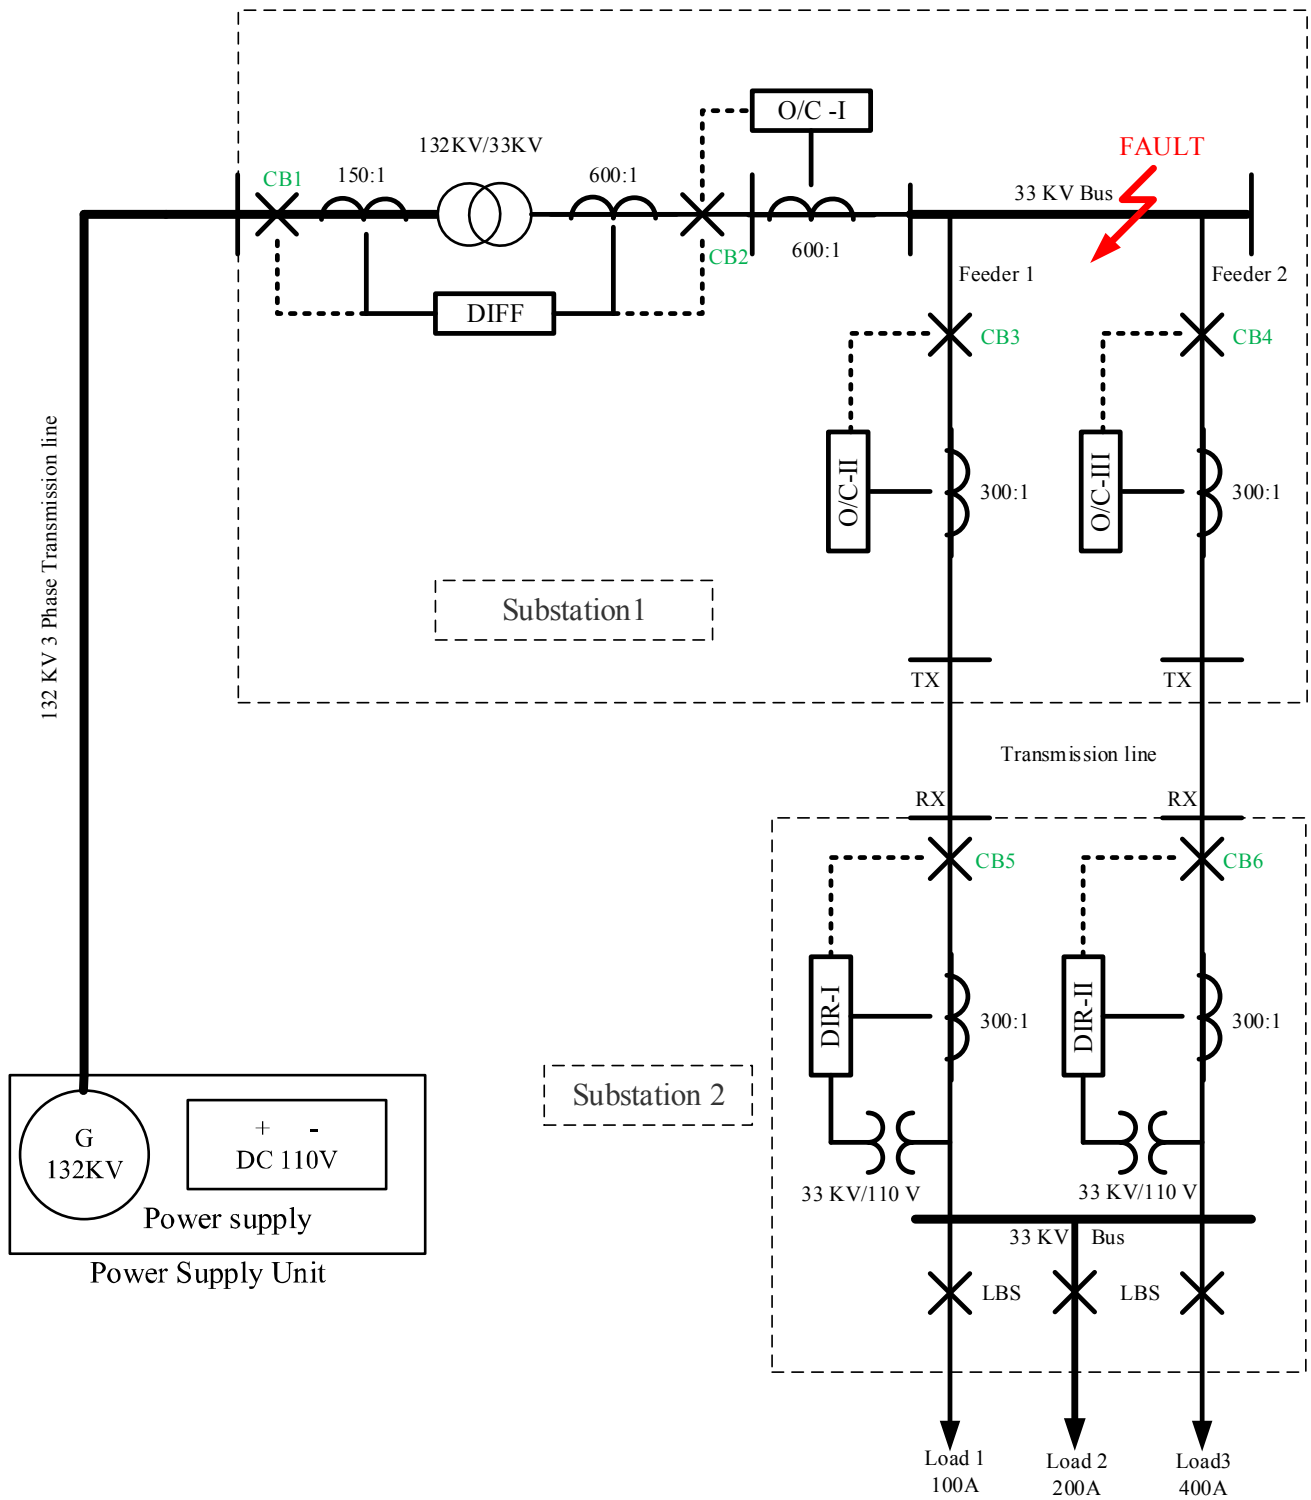 O/C -I
132KV/33KV
FAULT
CB1
150:1
600:1
33 KV Bus
CB2
600:1
Feeder 1
Feeder 2
DIFF
CB3
CB4
O/C-II
300:1
O/C-III
300:1
132 KV 3 Phase Transmission line
Substation1
TX
TX
Transmission line
RX
RX
CB5
CB6
DIR-I
300:1
DIR-II
300:1
Substation 2
G
132KV
+ -
DC 110V
Power supply
Power Supply Unit
33 KV/110 V
33 KV/110 V
33 KV Bus
LBS
LBS
Load 1
100A
Load 2
200A
Load3
400A